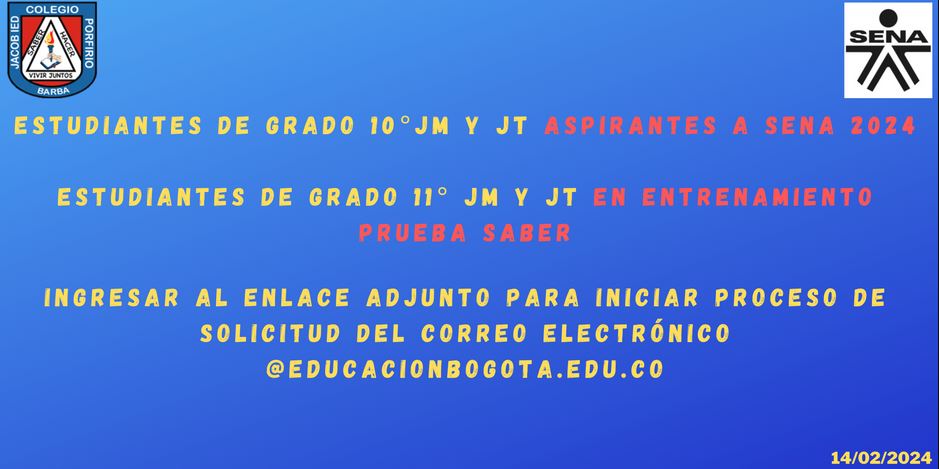 COLEGIO
JACOB IED
PORFIRIO
BARBA
SABER
HACER
VIVIR JUNTOS
SENA
ESTUDIANTES DE GRADO 10°JM Y JT ASPIRANTES A SENA 2024
ESTUDIANTES DE GRADO 11° JM Y JT EN ENTRENAMIENTO
PRUEBA SABER
INGRESAR AL ENLACE ADJUNTO PARA INICIAR PROCESO DE
SOLICITUD DEL CORREO ELECTRÓNICO
@EDUCACIONBOGOTA.EDU.CO
14/02/2024